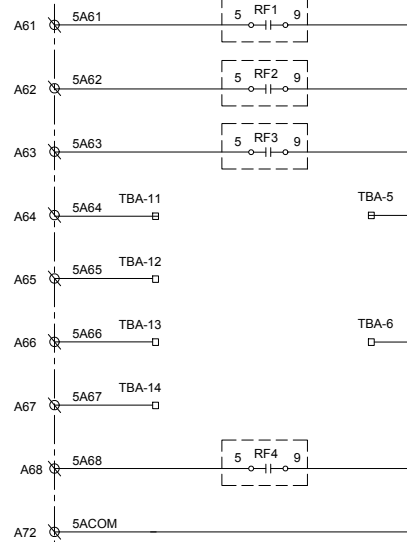 A61 5A61 5 RF1 9
A62 5A62 5 RF2 9
A63 5A63 5 RF3 9
A64 5A64 TBA-11 TBA-5
A65 5A65 TBA-12
A66 5A66 TBA-13 TBA-6
A67 5A67 TBA-14
A68 5A68 5 RF4 9
A72 5ACOM